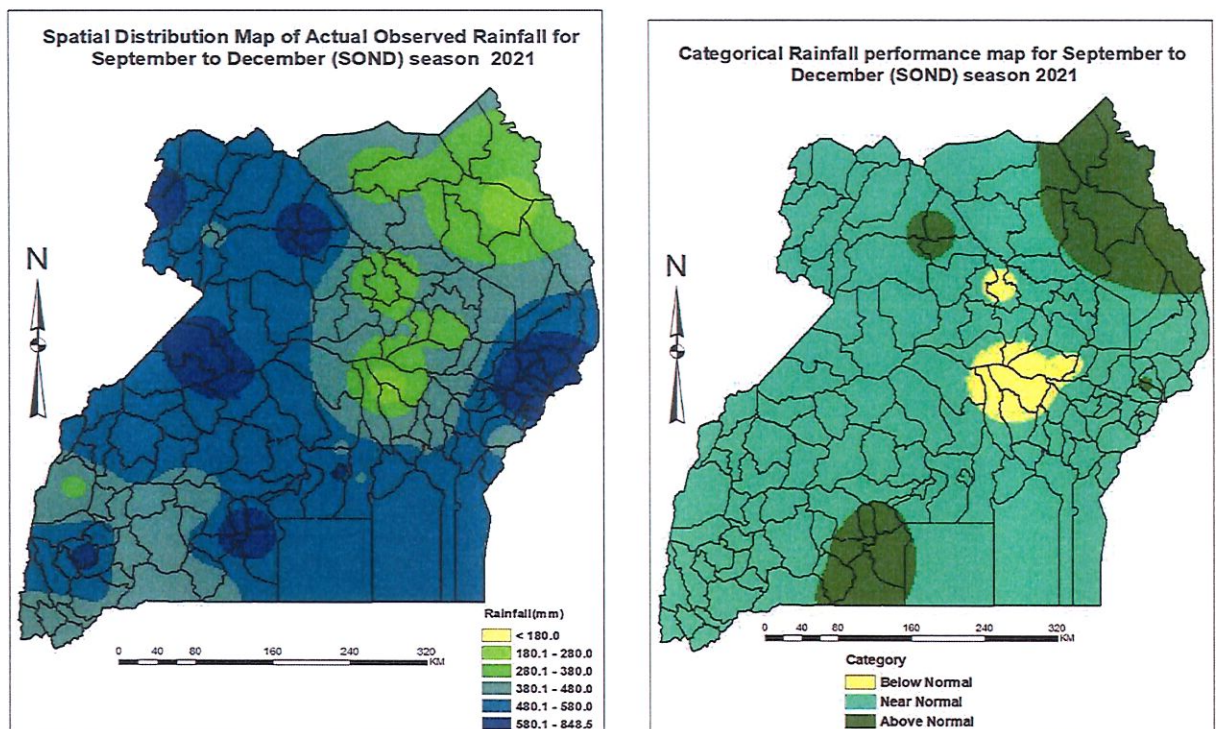 Spatial Distribution Map of Actual Observed Rainfall for
September to December (SOND) season 2021
N
0 20 40 80 160 240 320
KM
Rainfall(mm)
< 180.0
180.1 - 280.0
280.1 - 380.0
380.1 - 480.0
480.1 - 580.0
580.1 - 848.5
Categorical Rainfall performance map for September to
December (SOND) season 2021
N
0 20 40 80 160 240 320
KM
Category
Below Normal
Near Normal
Above Normal